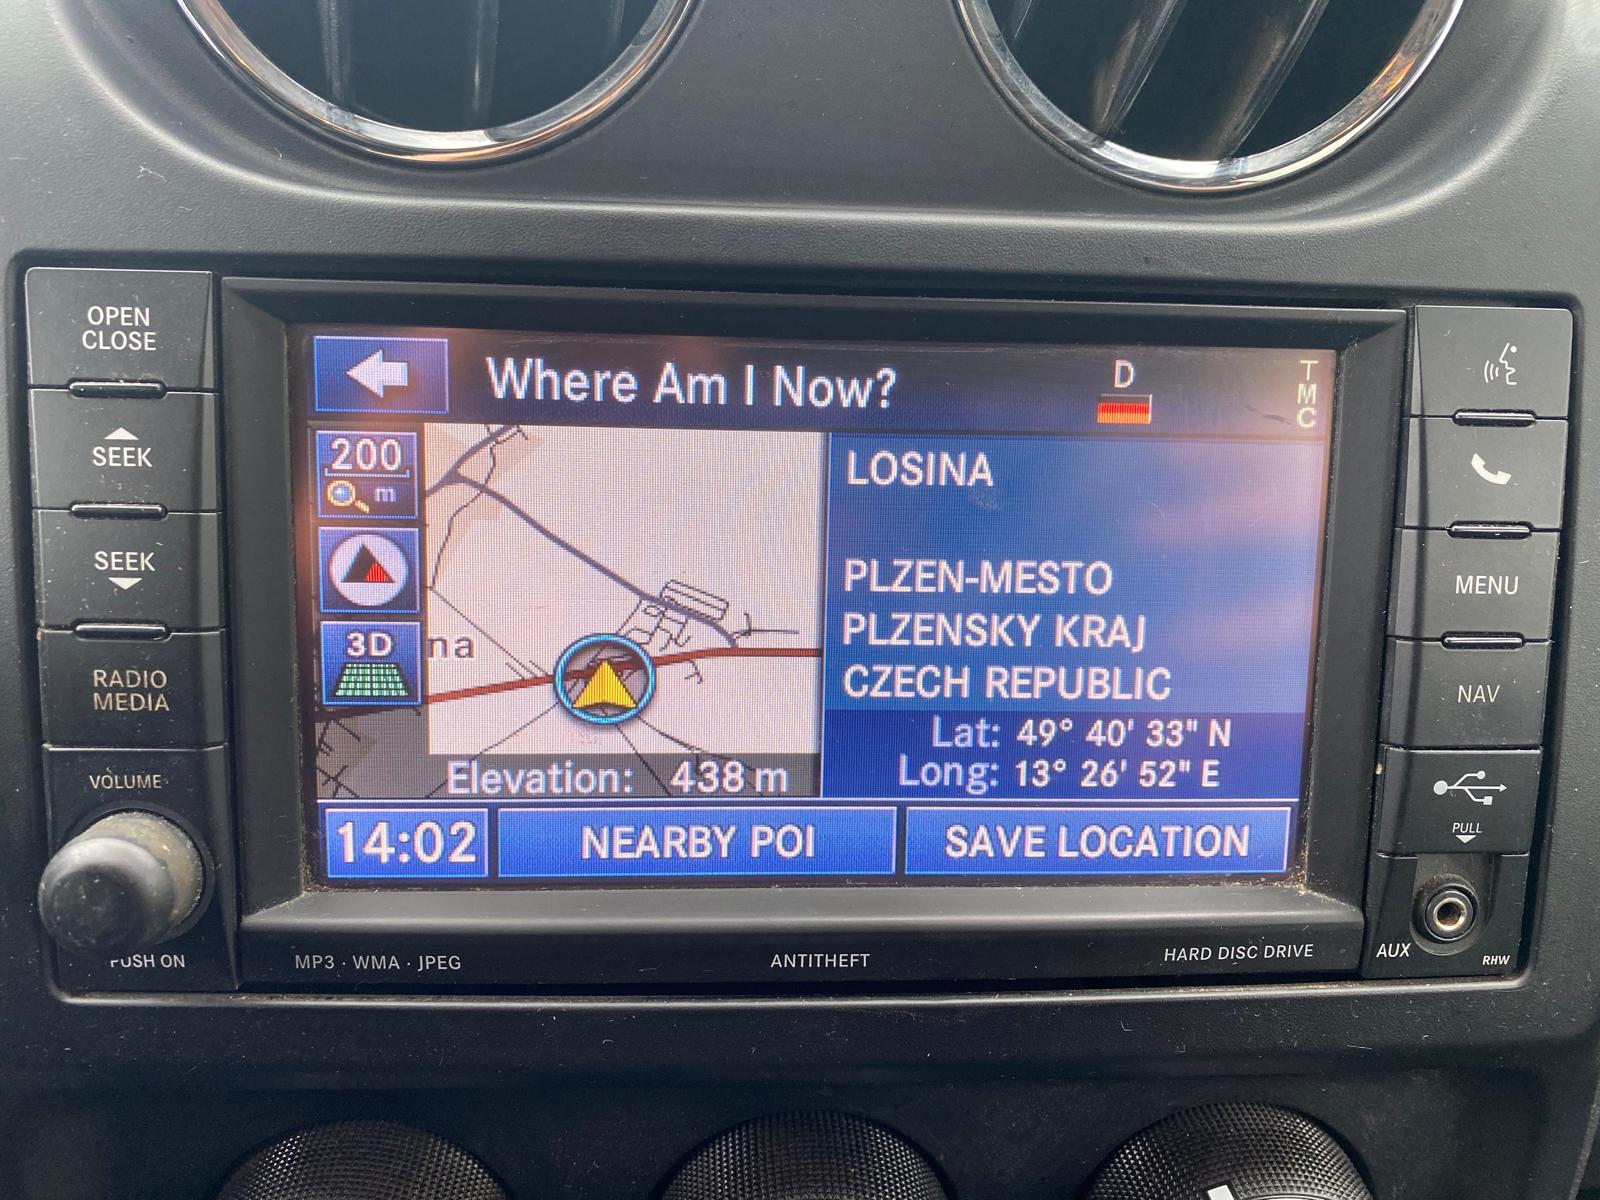 OPEN
CLOSE
SEEK
SEEK
RADIO
MEDIA
VOLUME
PUSH ON
Where Am I Now?
D
TMC
200
m
3D
na
Elevation: 438 m
LOSINA
PLZEN-MESTO
PLZENSKY KRAJ
CZECH REPUBLIC
Lat: 49° 40' 33" N
Long: 13° 26' 52" E
14:02
NEARBY POI
SAVE LOCATION
MP3 · WMA · JPEG
ANTITHEFT
HARD DISC DRIVE
MENU
NAV
PULL
AUX
RHW